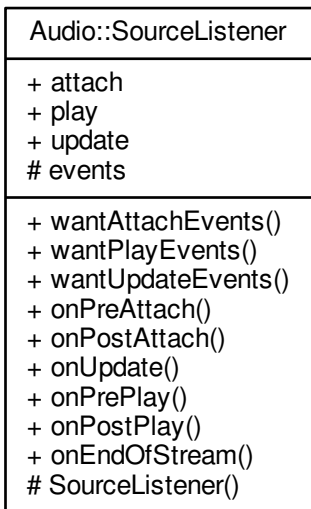 Audio::SourceListener
+ attach
+ play
+ update
# events
+ wantAttachEvents()
+ wantPlayEvents()
+ wantUpdateEvents()
+ onPreAttach()
+ onPostAttach()
+ onUpdate()
+ onPrePlay()
+ onPostPlay()
+ onEndOfStream()
# SourceListener()